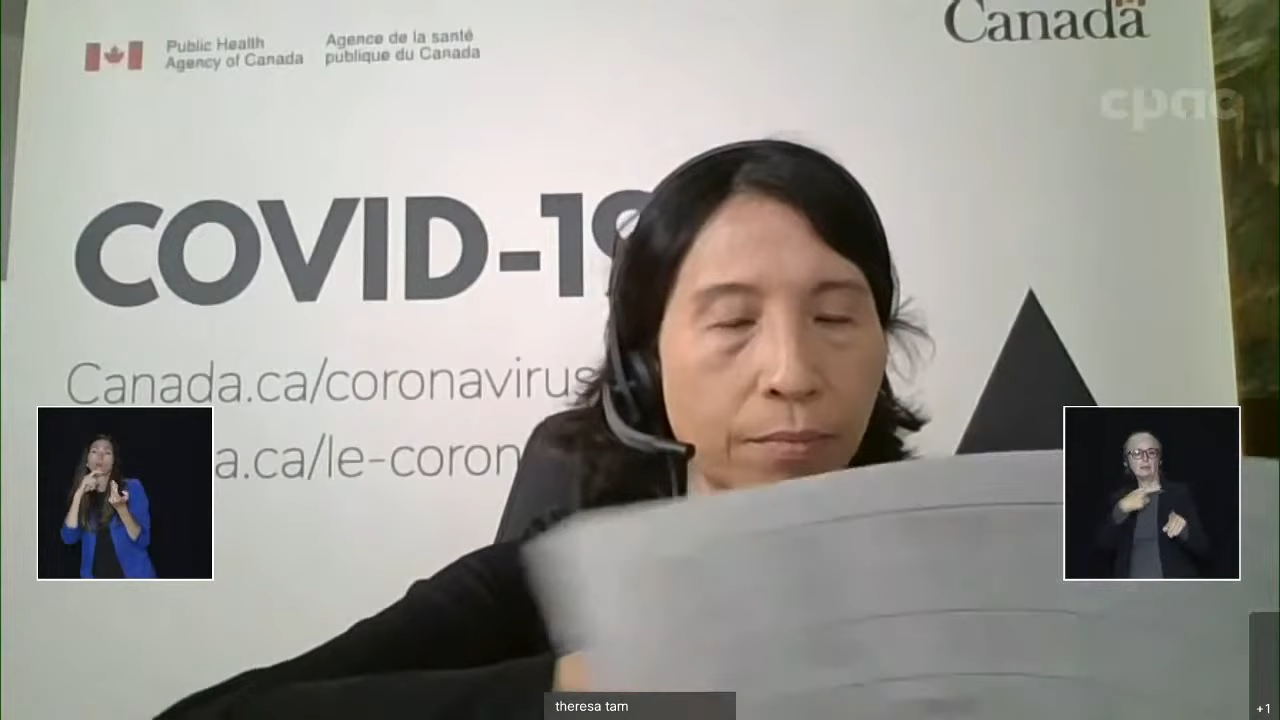 Public Health
Agency of Canada
Agence de la santé
publique du Canada
Canada
cpac
COVID-19
Canada.ca/coronavirus
a.ca/le-coron
theresa tam
+1